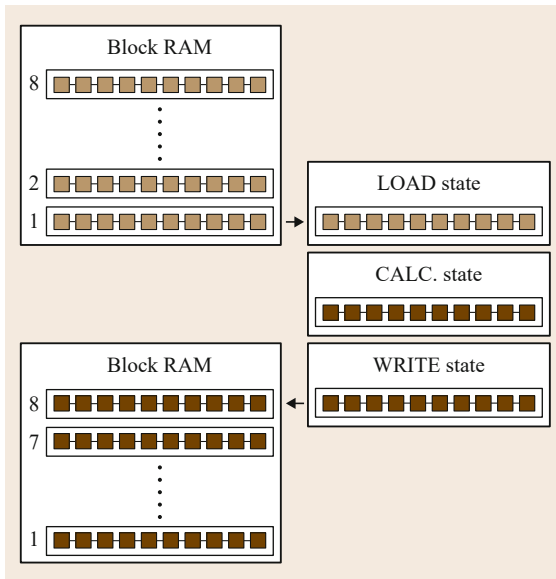 Block RAM
8
2
1
LOAD state
CALC. state
Block RAM
WRITE state
8
7
1